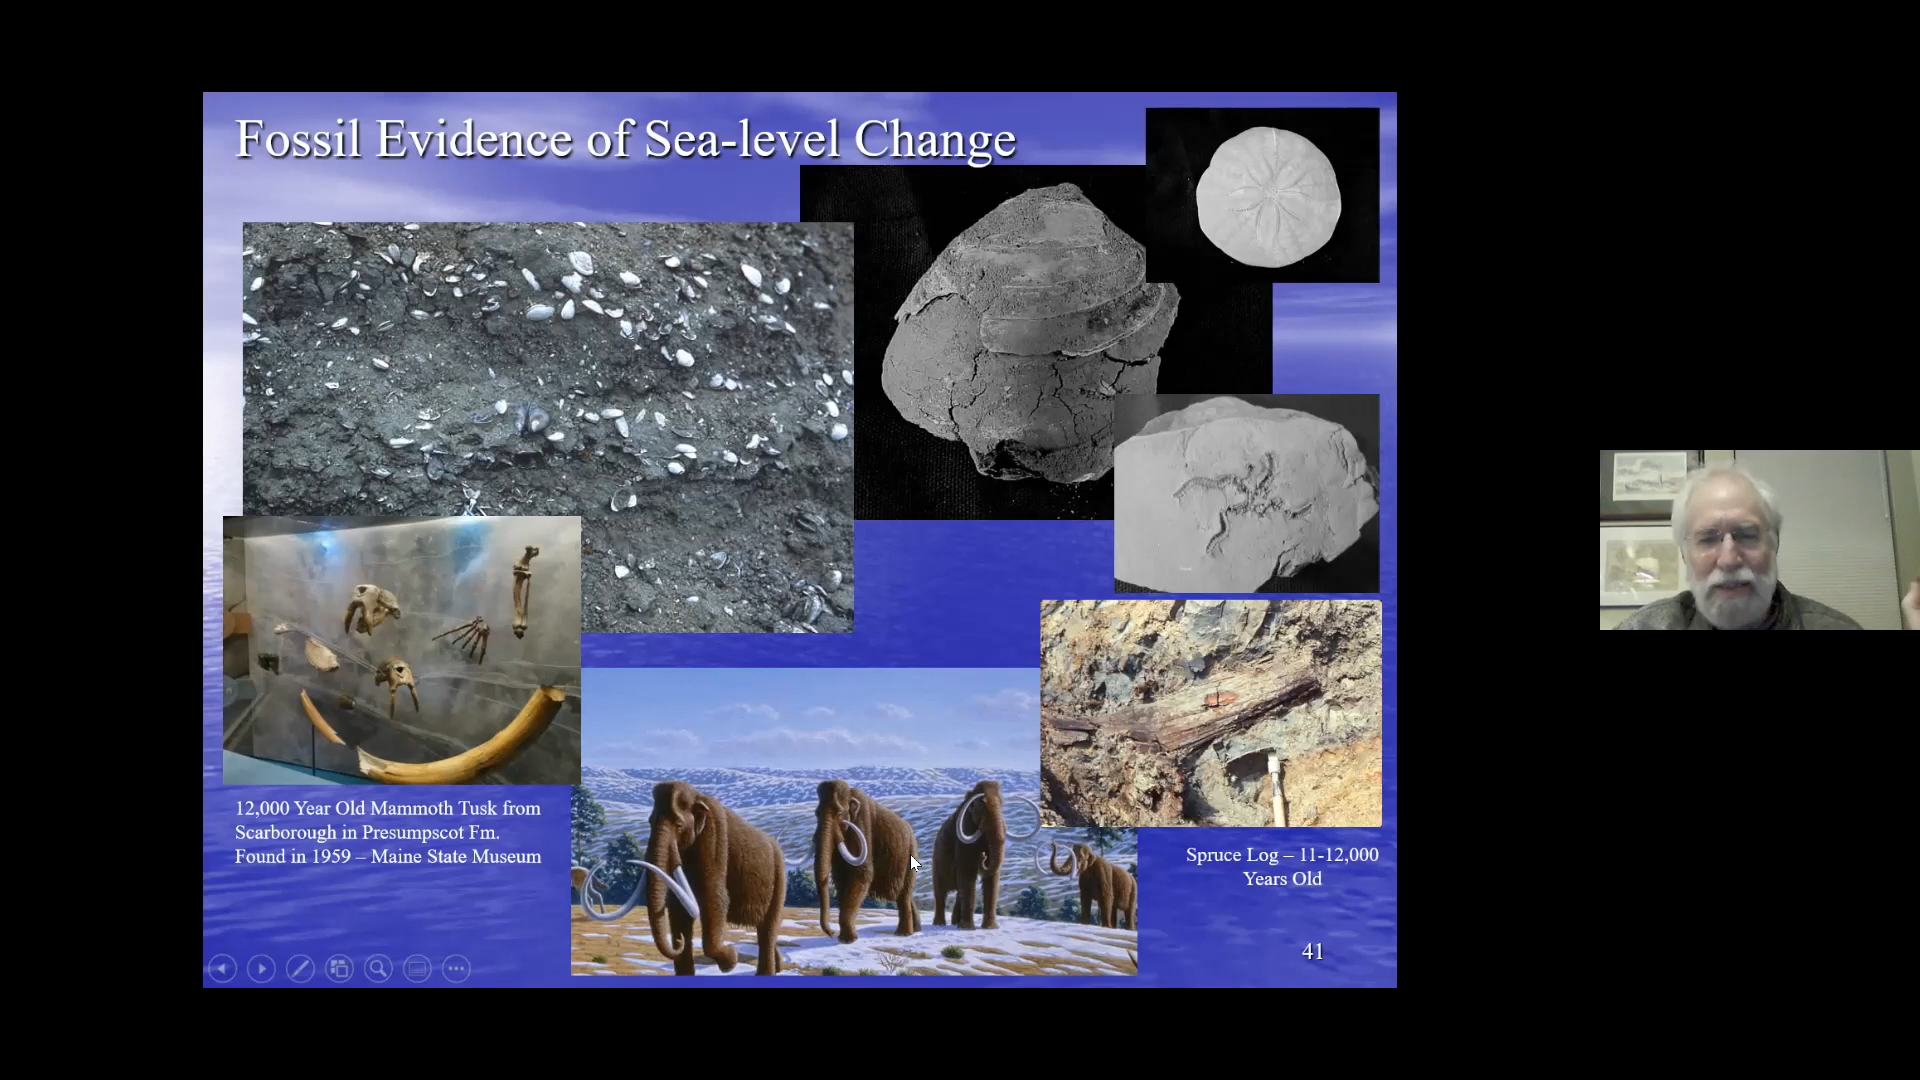 Fossil Evidence of Sea-level Change
12,000 Year Old Mammoth Tusk from
Scarborough in Presumpscot Fm.
Found in 1959 – Maine State Museum
Spruce Log – 11-12,000
Years Old
41